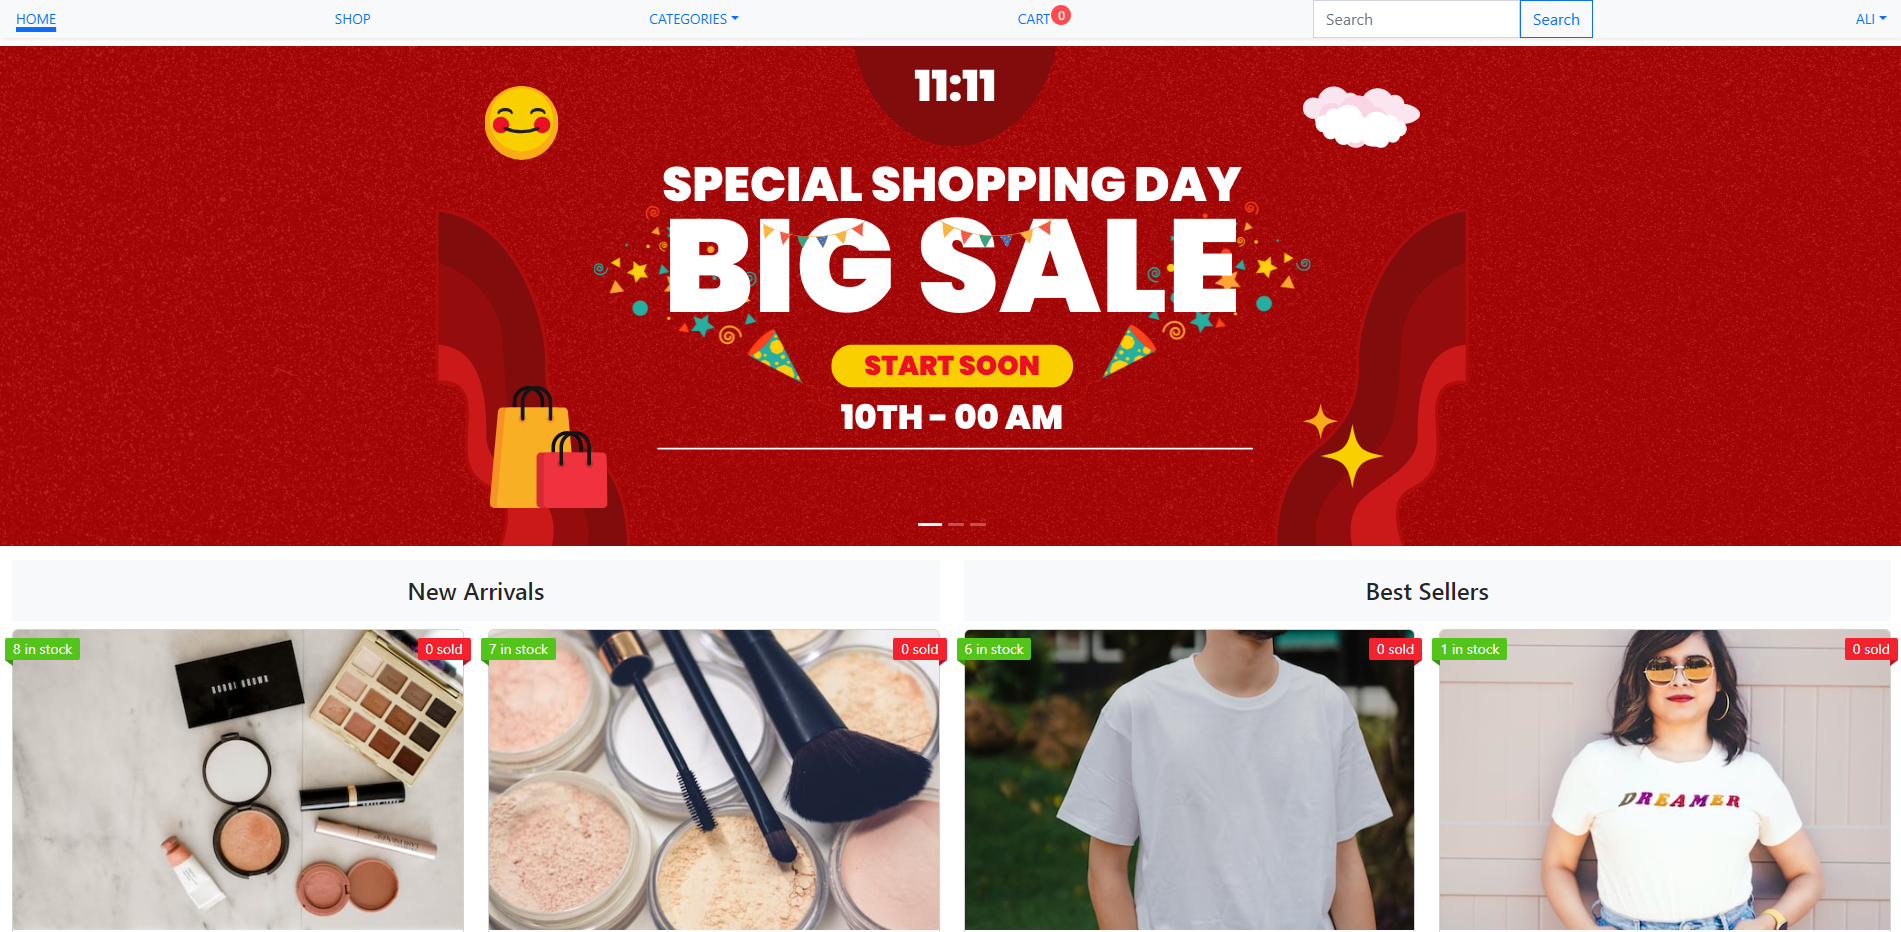 HOME
SHOP
CATEGORIES
CART 0
Search
Search
ALI
11:11
SPECIAL SHOPPING DAY
BIG SALE
START SOON
10TH - 00 AM
New Arrivals
Best Sellers
8 in stock
0 sold
7 in stock
0 sold
6 in stock
0 sold
1 in stock
0 sold
BOBBI BROWN
DREAMER